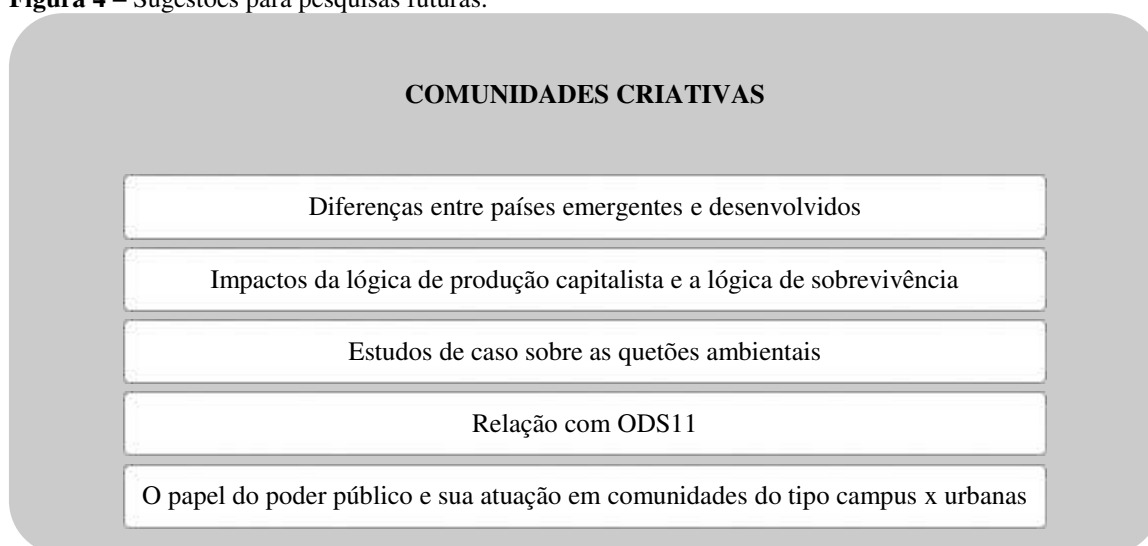 Figura 4 – Sugestões para pesquisas futuras.
COMUNIDADES CRIATIVAS
Diferenças entre países emergentes e desenvolvidos
Impactos da lógica de produção capitalista e a lógica de sobrevivência
Estudos de caso sobre as quetões ambientais
Relação com ODS11
O papel do poder público e sua atuação em comunidades do tipo campus x urbanas